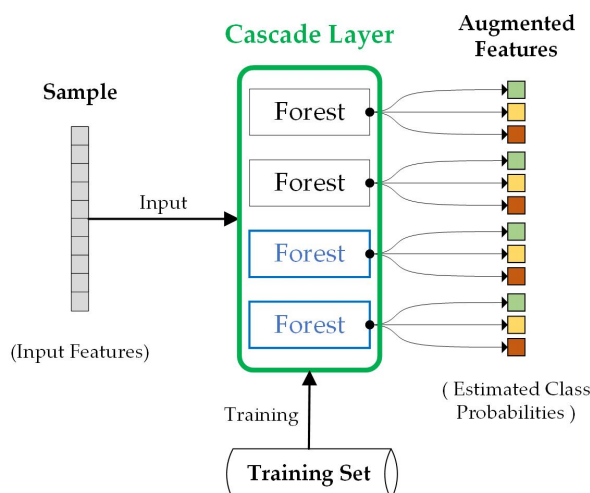 Cascade Layer
Augmented
Features
Sample
Forest
Forest
Input
Forest
Forest
(Input Features)
( Estimated Class
Probabilities )
Training
Training Set